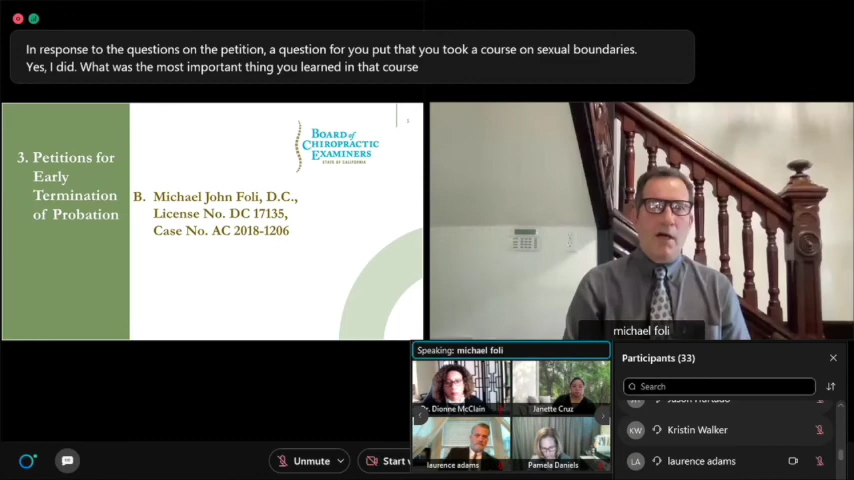 In response to the questions on the petition, a question for you put that you took a course on sexual boundaries.
Yes, I did. What was the most important thing you learned in that course
3. Petitions for
Early
Termination
of Probation
BOARD of
CHIROPRACTIC
EXAMINERS
STATE OF CALIFORNIA
B. Michael John Foli, D.C.,
License No. DC 17135,
Case No. AC 2018-1206
michael foli
Speaking: michael foli
Dr. Dionne McClain
Janette Cruz
laurence adams
Pamela Daniels
Participants (33)
Search
Jason Hurtado
KW Kristin Walker
LA laurence adams
Unmute
Start